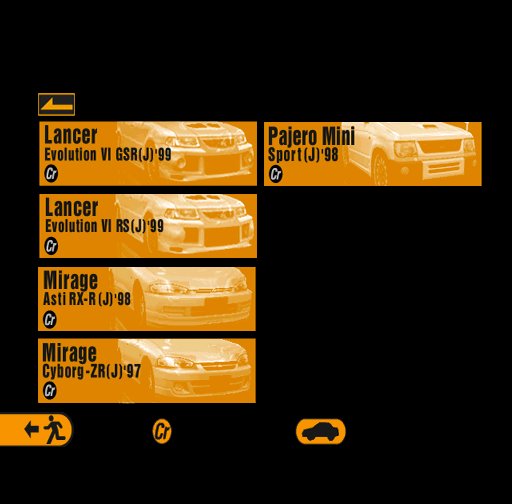 Lancer
Evolution VI GSR(J)'99
Cr
Pajero Mini
Sport(J)'98
Cr
Lancer
Evolution VI RS(J)'99
Cr
Mirage
Asti RX-R(J)'98
Cr
Mirage
Cyborg-ZR(J)'97
Cr
Cr